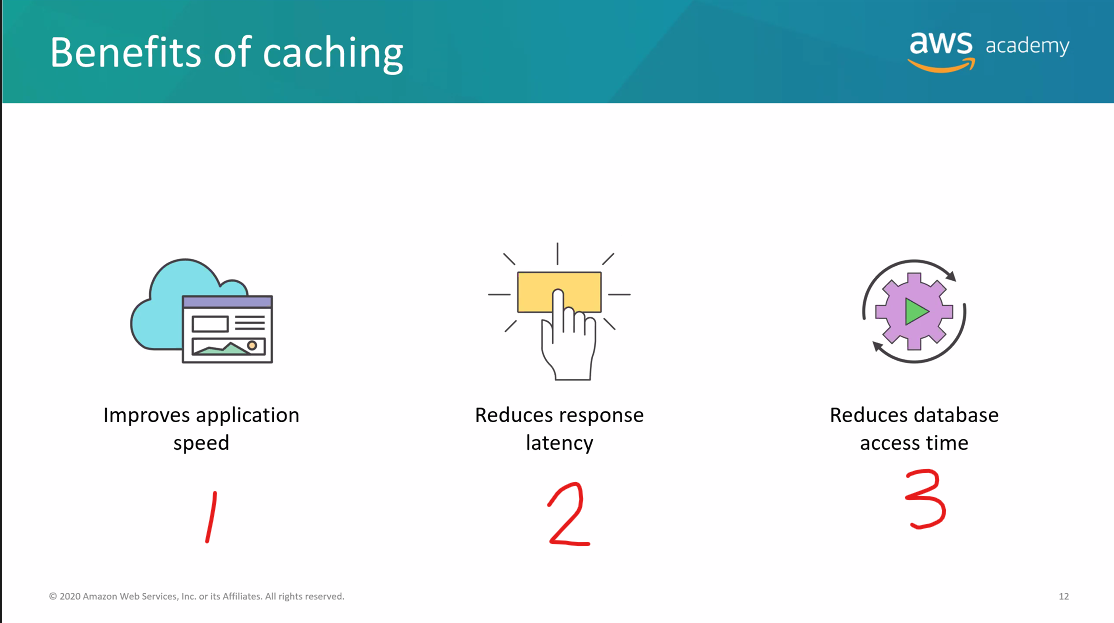 Benefits of caching
aws academy
Improves application
speed
Reduces response
latency
Reduces database
access time
1
2
3
© 2020 Amazon Web Services, Inc. or its Affiliates. All rights reserved.
12